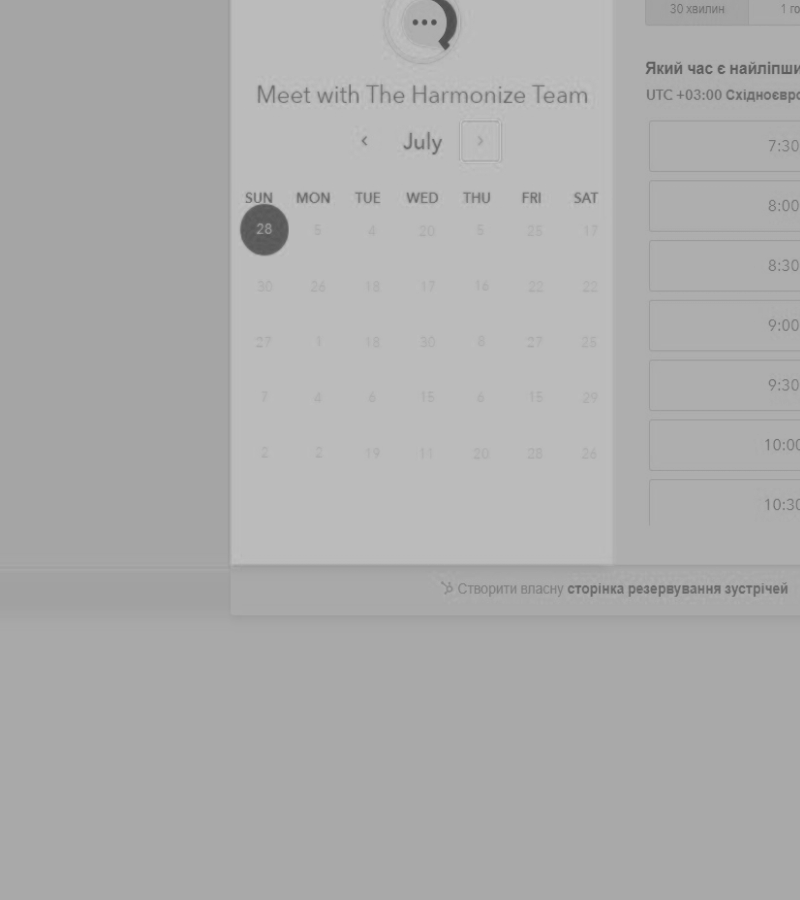 Meet with The Harmonize Team
July
SUN MON TUE WED THU FRI SAT
28 5 4 20 5 25 17
30 26 18 17 16 22 22
27 1 18 30 8 27 25
7 4 6 15 6 15 29
2 2 19 11 20 28 26
30 хвилин 1 го
Який час є найліпши
UTC +03:00 Східноєвро
7:30
8:00
8:30
9:00
9:30
10:00
10:30
Створити власну сторінка резервування зустрічей